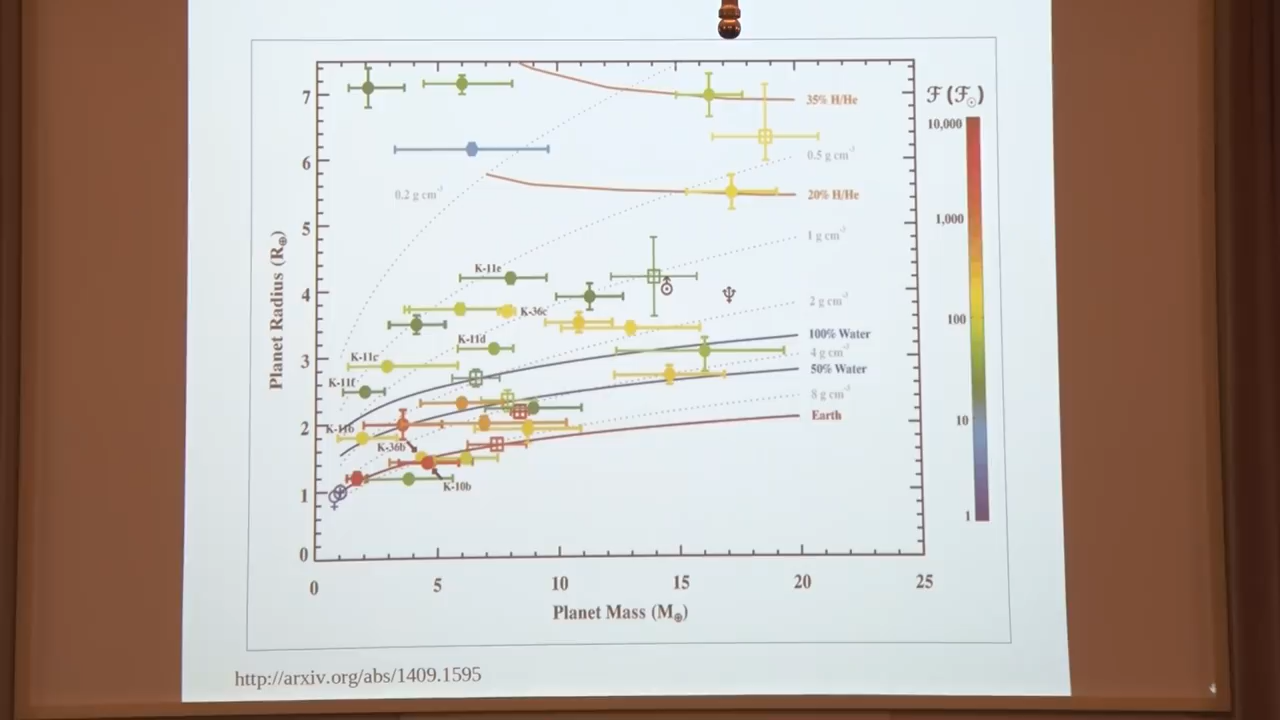 7
6
5
4
3
2
1
0
Planet Radius (R⊕)
0 5 10 15 20 25
Planet Mass (M⊕)
35% H/He
0.5 g cm⁻³
0.2 g cm⁻³
20% H/He
1 g cm⁻³
K-11e
K-36c
2 g cm⁻³
K-11d
100% Water
4 g cm⁻³
K-11c
50% Water
K-11f
8 g cm⁻³
Earth
K-11b
K-36b
K-10b
ℱ (ℱ☉)
10,000
1,000
100
10
1
http://arxiv.org/abs/1409.1595